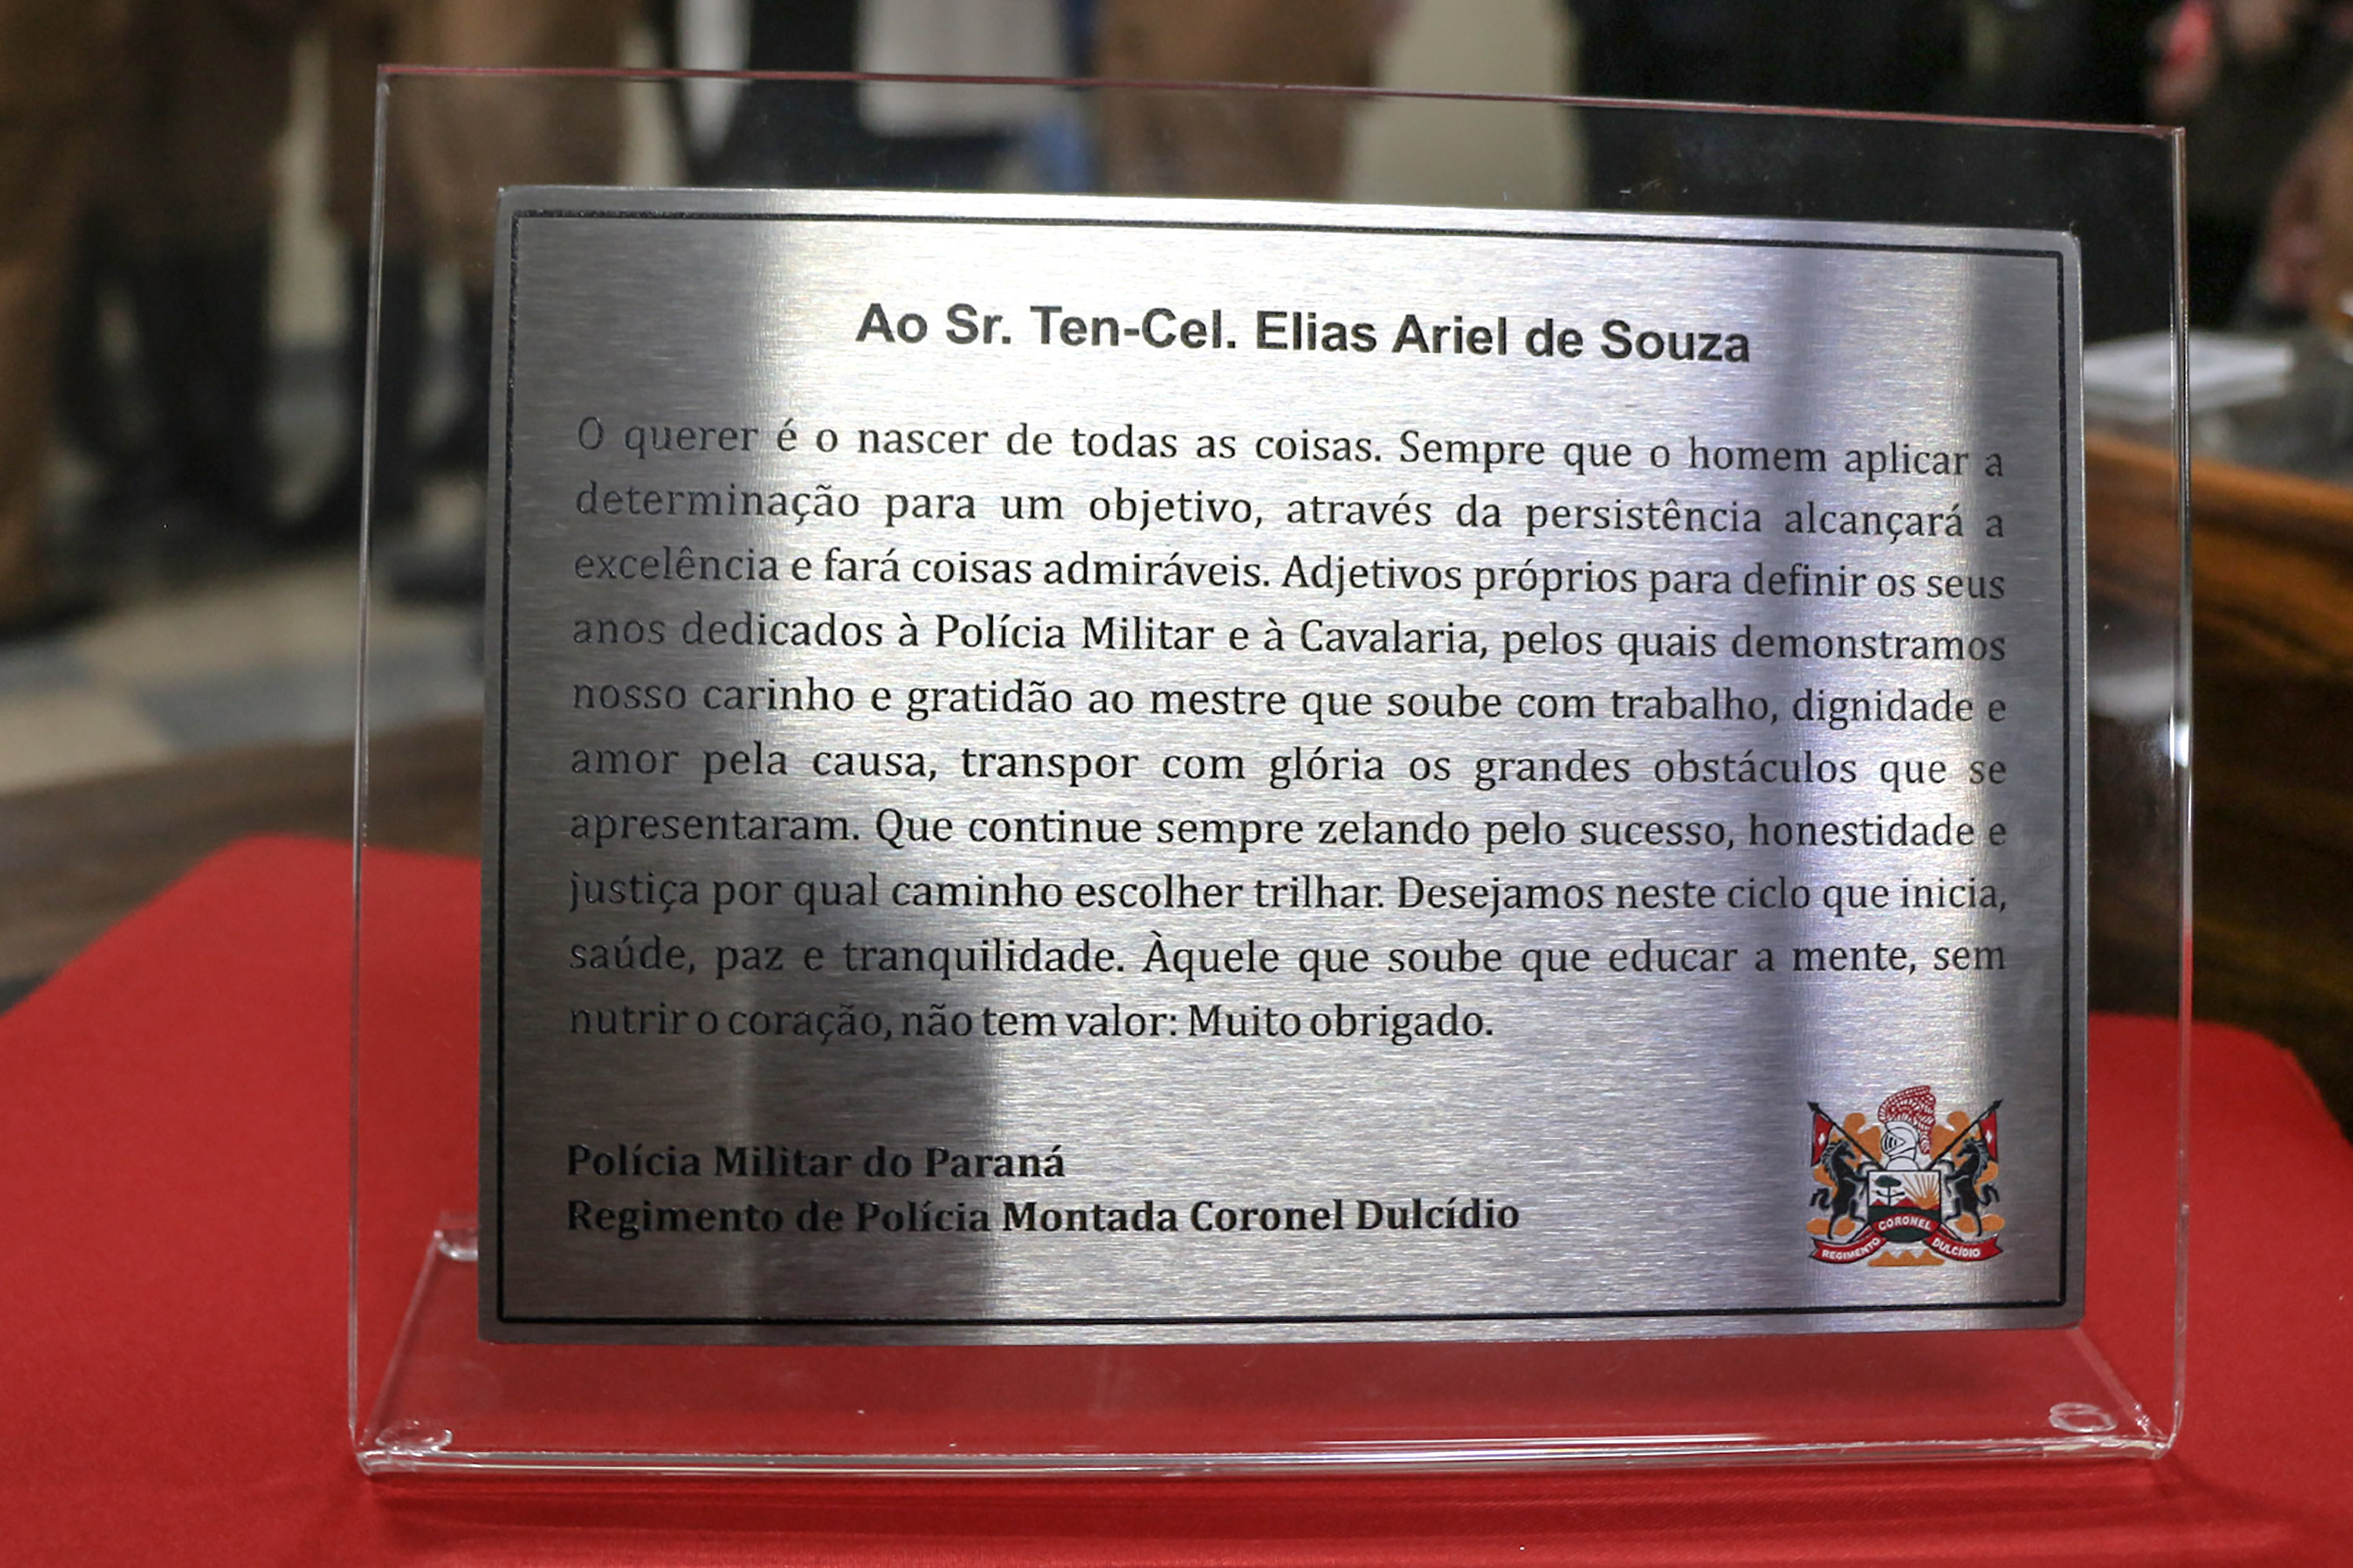 Ao Sr. Ten-Cel. Elias Ariel de Souza
O querer é o nascer de todas as coisas. Sempre que o homem aplicar a
determinação para um objetivo, através da persistência alcançará a
excelência e fará coisas admiráveis. Adjetivos próprios para definir os seus
anos dedicados à Polícia Militar e à Cavalaria, pelos quais demonstramos
nosso carinho e gratidão ao mestre que soube com trabalho, dignidade e
amor pela causa, transpor com glória os grandes obstáculos que se
apresentaram. Que continue sempre zelando pelo sucesso, honestidade e
justiça por qual caminho escolher trilhar. Desejamos neste ciclo que inicia,
saúde, paz e tranquilidade. Àquele que soube que educar a mente, sem
nutrir o coração, não tem valor: Muito obrigado.
Polícia Militar do Paraná
Regimento de Polícia Montada Coronel Dulcídio
REGIMENTO CORONEL DULCÍDIO